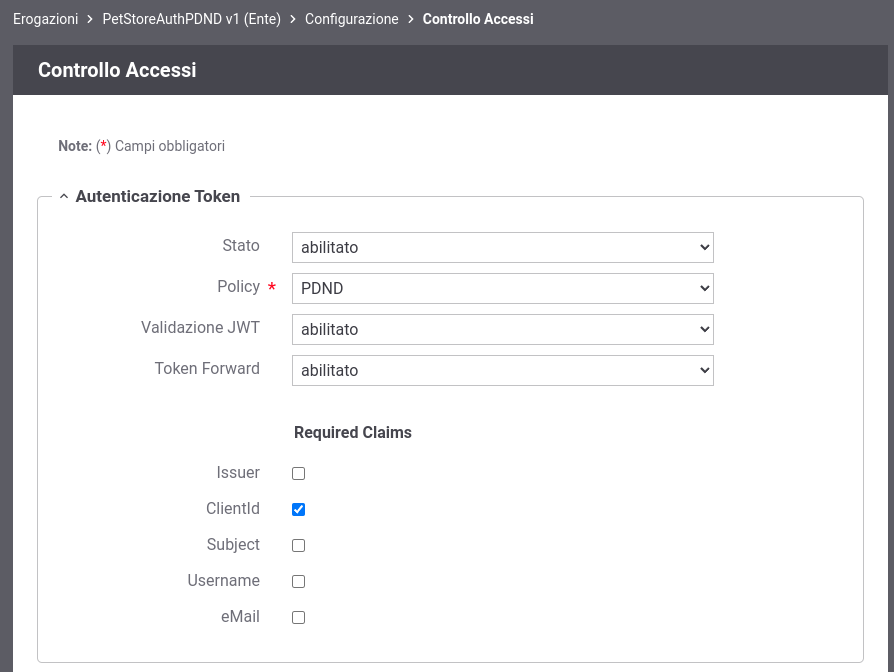 Erogazioni > PetStoreAuthPDND v1 (Ente) > Configurazione > Controllo Accessi
Controllo Accessi
Note: (*) Campi obbligatori
Autenticazione Token
Stato abilitato
Policy * PDND
Validazione JWT abilitato
Token Forward abilitato
Required Claims
Issuer
ClientId
Subject
Username
eMail